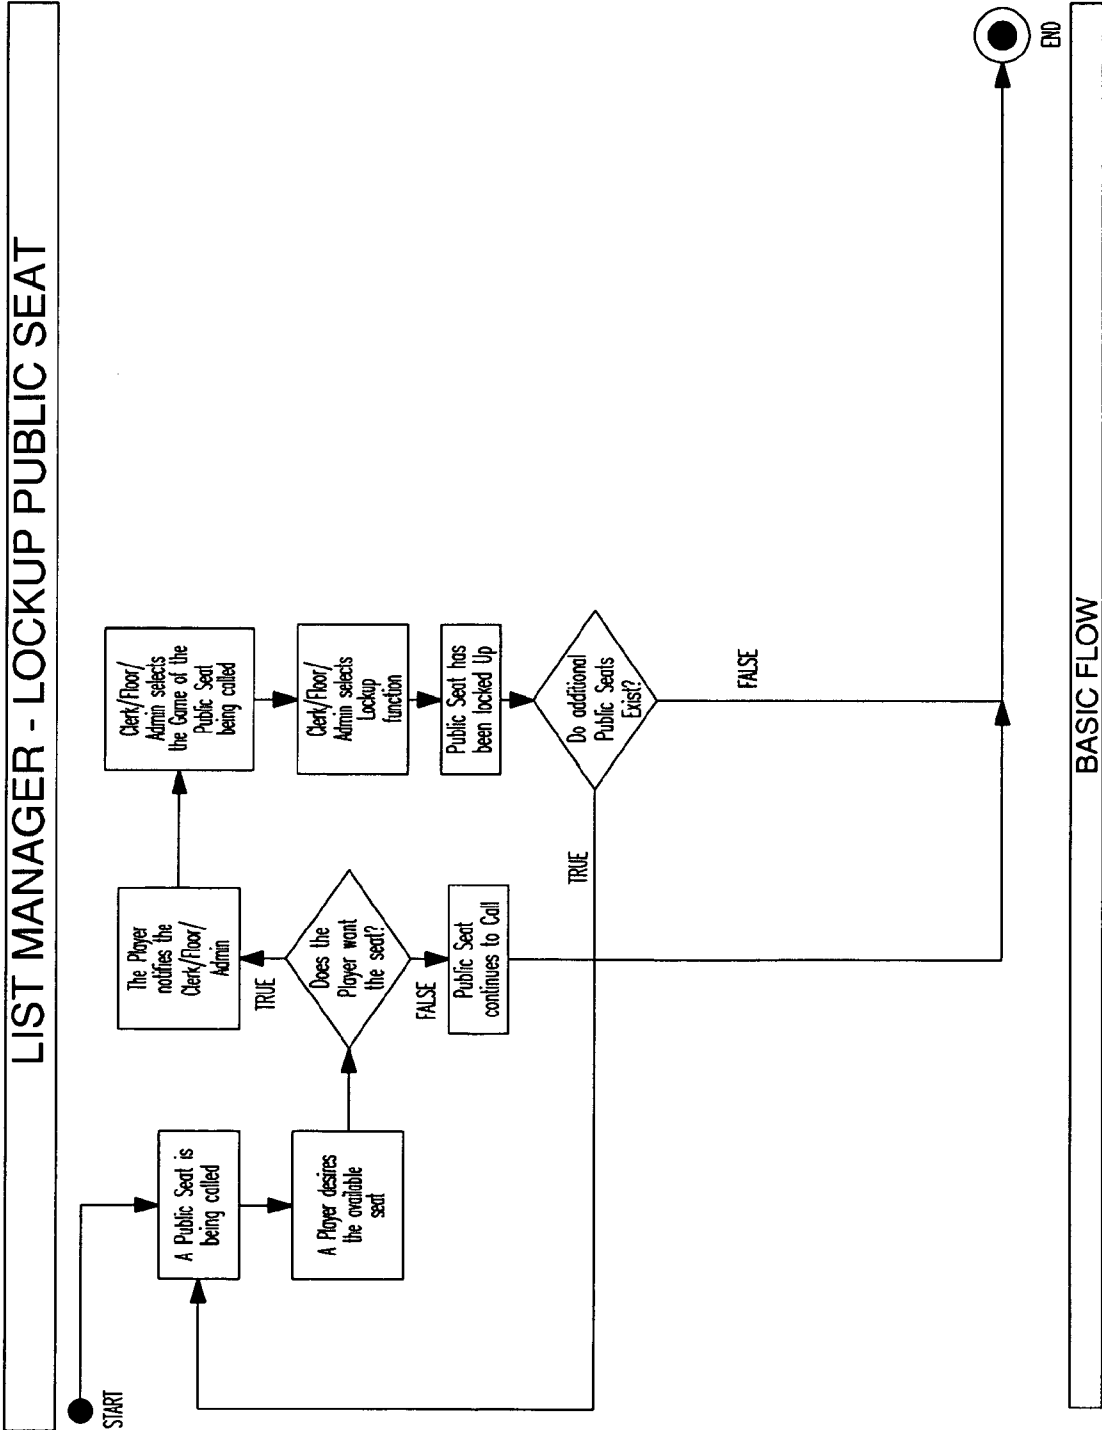 LIST MANAGER - LOCKUP PUBLIC SEAT
START
A Public Seat is
being called
A Player desires
the available
seat
Does the
Player want
the seat?
TRUE
The Player
notifies the
Clerk/Floor/
Admin
FALSE
Public Seat
continues to Call
Clerk/Floor/
Admin selects
the Game of the
Public Seat
being called
Clerk/Floor/
Admin selects
Lockup
function
Public Seat has
been locked Up
Do additional
Public Seats
Exist?
TRUE
FALSE
END
BASIC FLOW